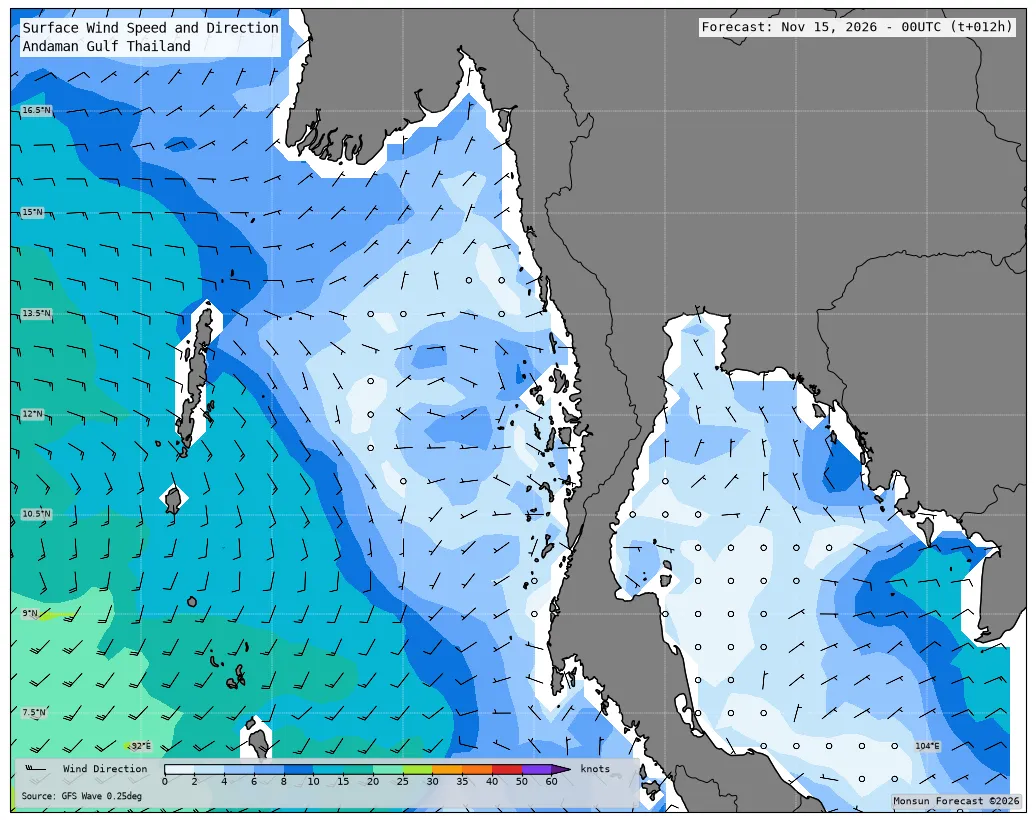 Surface Wind Speed and Direction
Andaman Gulf Thailand
Forecast: Nov 15, 2026 - 00UTC (t+012h)
16.5°N
15°N
13.5°N
12°N
10.5°N
9°N
7.5°N
92°E
104°E
Wind Direction
0 2 4 6 8 10 15 20 25 30 40 50 60
knots
Source: GFS Wave 0.25deg
Monsun Forecast ©2026